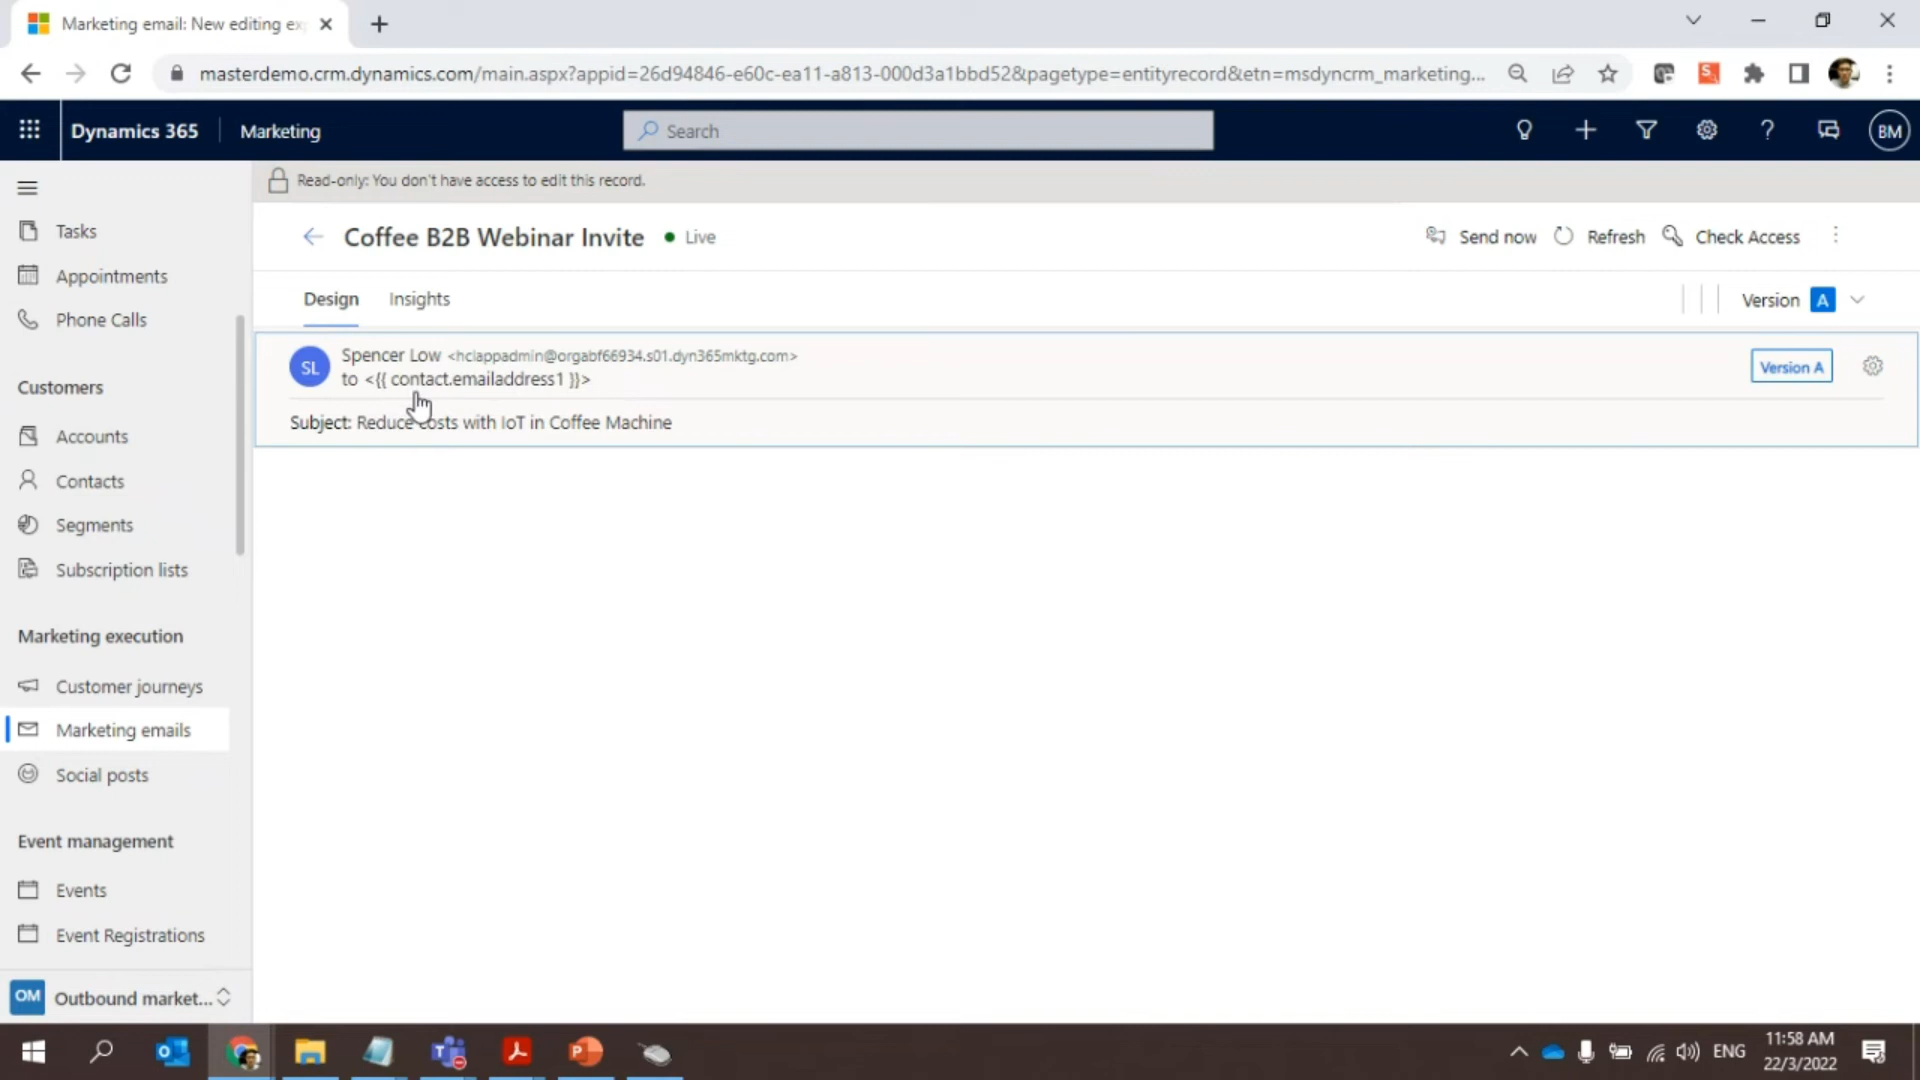 Marketing email: New editing ex
masterdemo.crm.dynamics.com/main.aspx?appid=26d94846-e60c-ea11-a813-000d3a1bbd52&pagetype=entityrecord&etn=msdyncrm_marketing...
Dynamics 365
Marketing
Search
BM
Read-only: You don't have access to edit this record.
Coffee B2B Webinar Invite
Live
Send now
Refresh
Check Access
Design
Insights
Version A
SL
Spencer Low <hclappadmin@orgabf66934.s01.dyn365mktg.com>
to <{{ contact.emailaddress1 }}>
Version A
Subject: Reduce costs with IoT in Coffee Machine
Tasks
Appointments
Phone Calls
Customers
Accounts
Contacts
Segments
Subscription lists
Marketing execution
Customer journeys
Marketing emails
Social posts
Event management
Events
Event Registrations
OM
Outbound market...
ENG
11:58 AM
22/3/2022